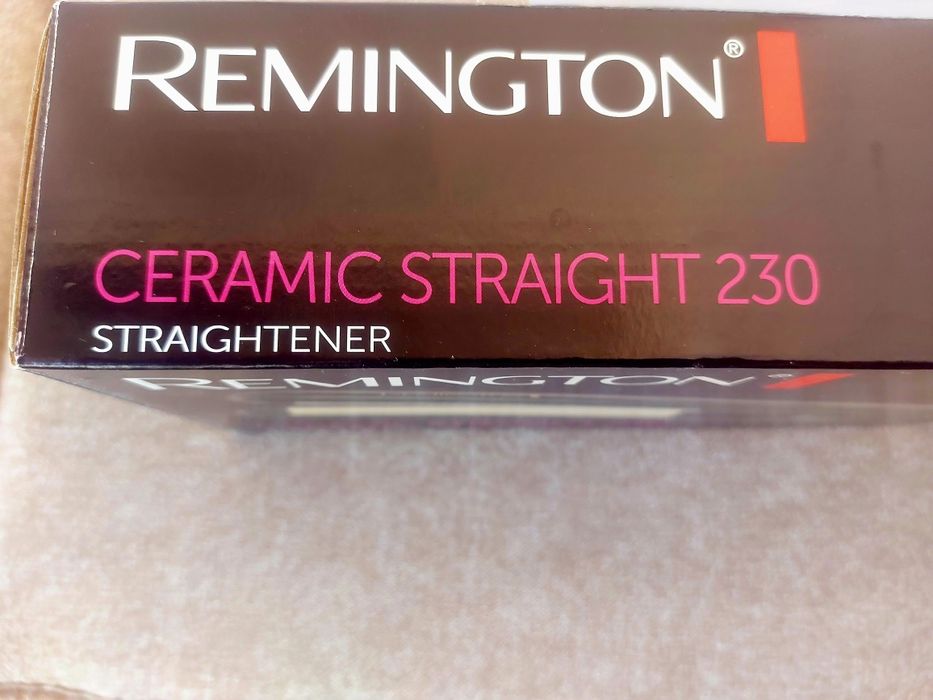 REMINGTON®
CERAMIC STRAIGHT 230
STRAIGHTENER
REMINGTON®